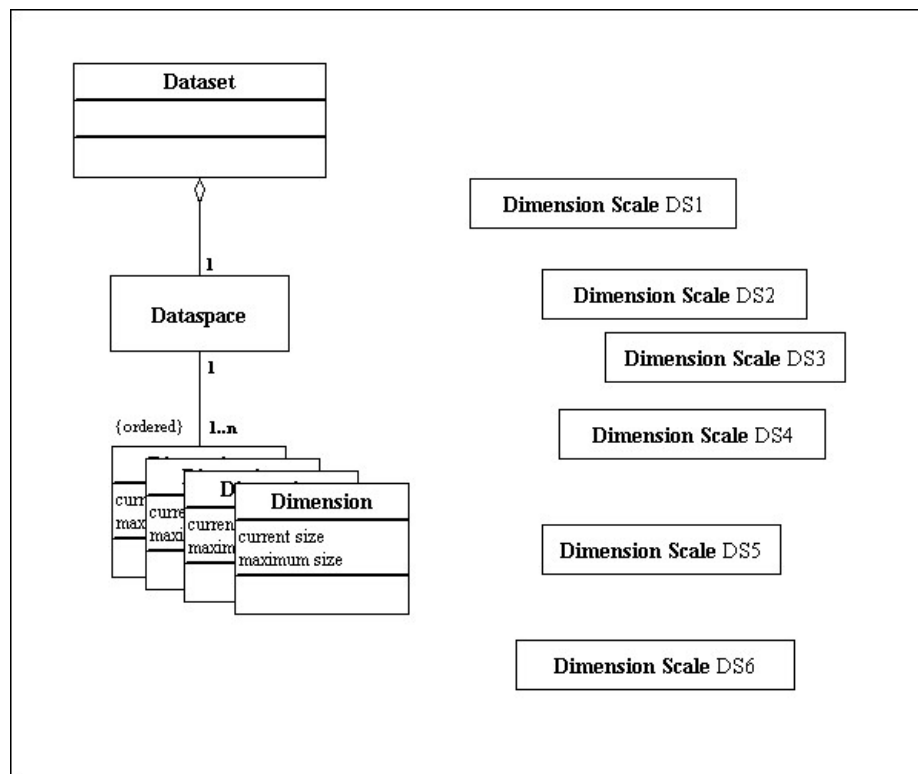 Dataset
Dimension Scale DS1
1
Dimension Scale DS2
Dataspace
Dimension Scale DS3
1
{ordered} 1..n
Dimension Scale DS4
Dimension
current size
maximum size
Dimension Scale DS5
Dimension Scale DS6